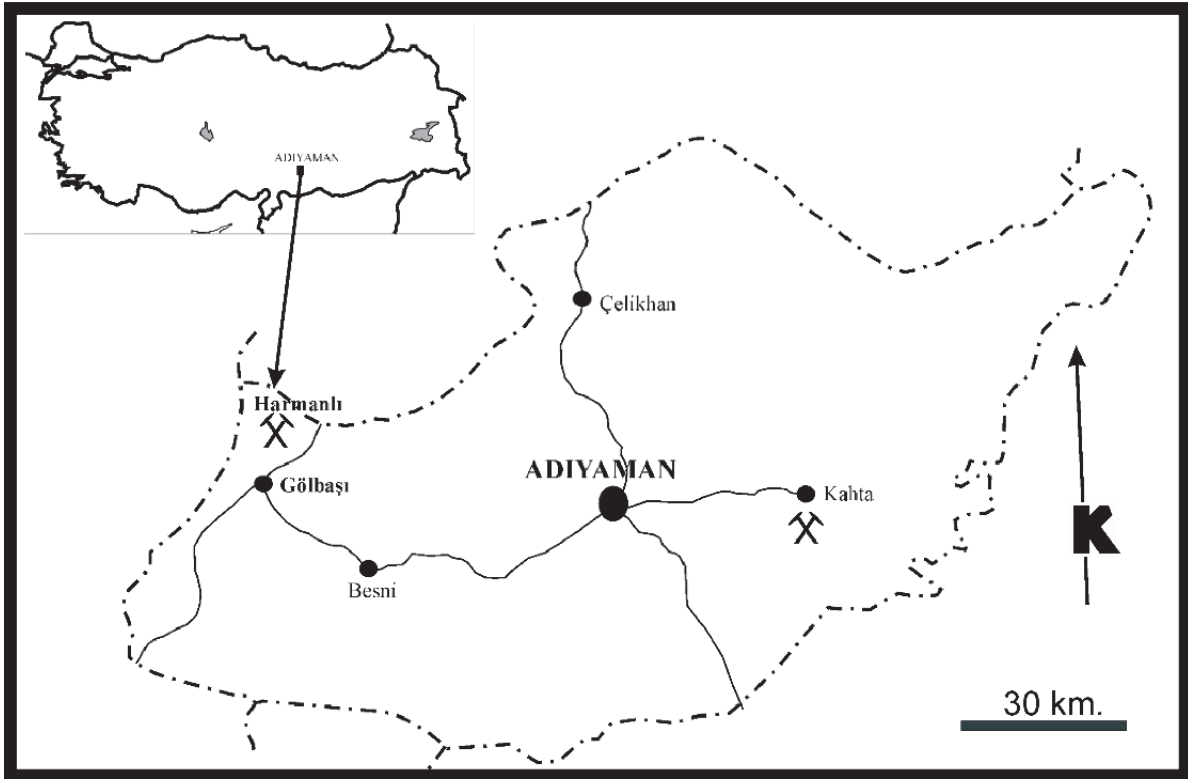 ADIYAMAN
Çelikhan
Harmanlı
ADIYAMAN
Gölbaşı
Kahta
K
Besni
30 km.